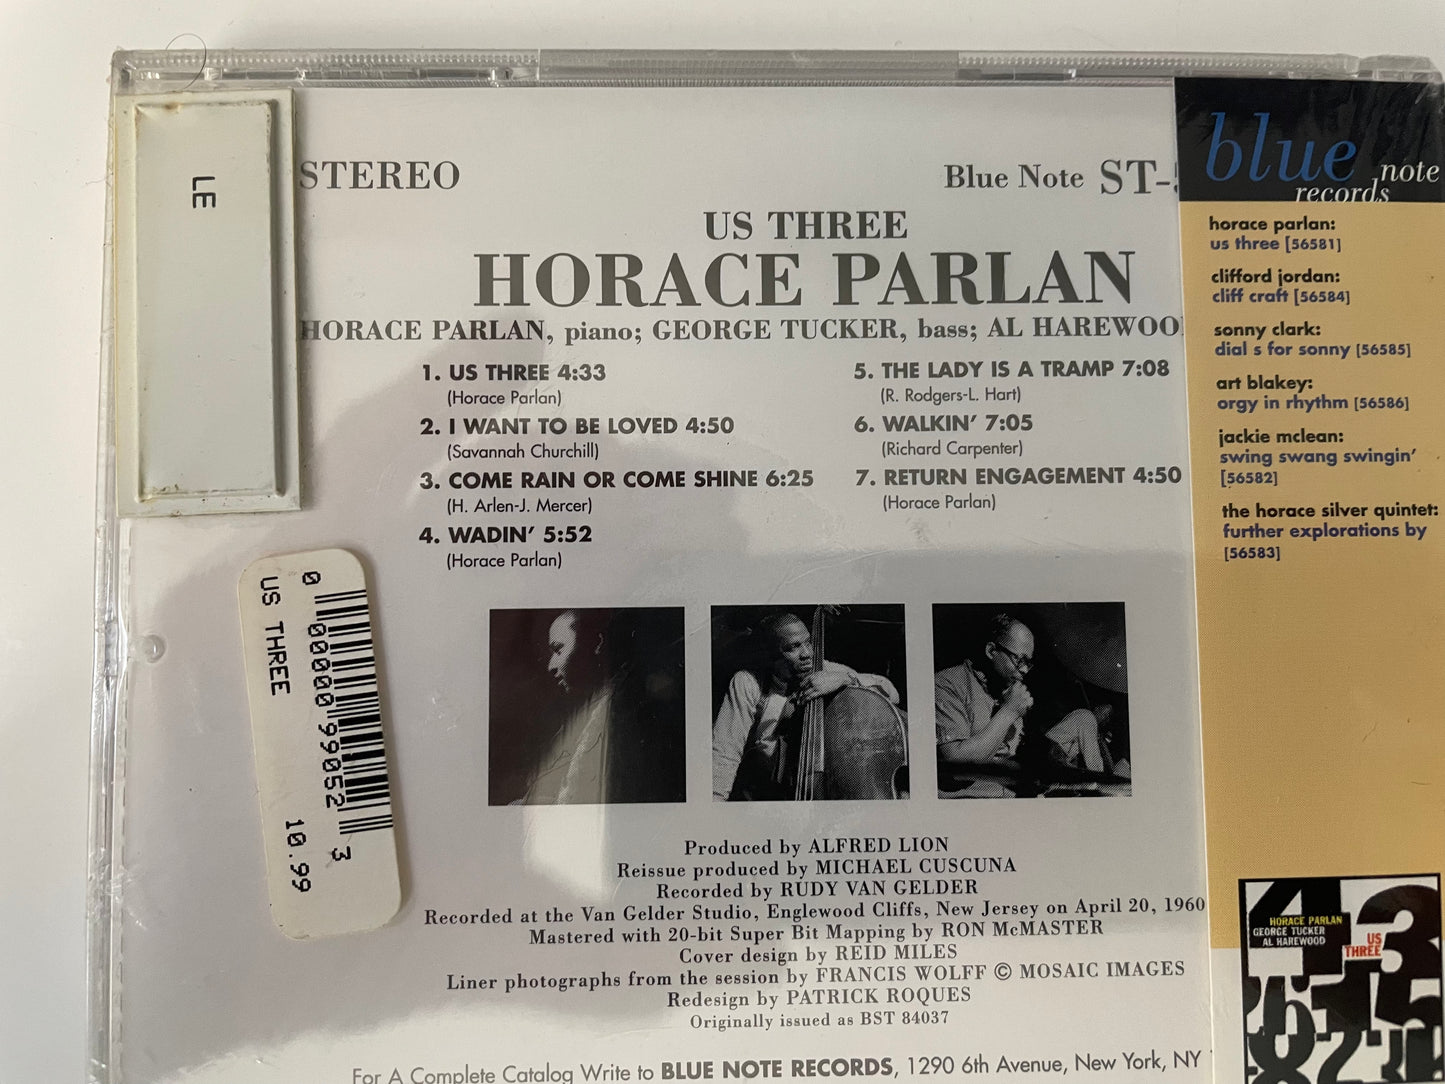 LE
STEREO
Blue Note ST-
US THREE
HORACE PARLAN
HORACE PARLAN, piano; GEORGE TUCKER, bass; AL HAREWOO
1. US THREE 4:33
(Horace Parlan)
2. I WANT TO BE LOVED 4:50
(Savannah Churchill)
3. COME RAIN OR COME SHINE 6:25
(H. Arlen-J. Mercer)
4. WADIN' 5:52
(Horace Parlan)
5. THE LADY IS A TRAMP 7:08
(R. Rodgers-L. Hart)
6. WALKIN' 7:05
(Richard Carpenter)
7. RETURN ENGAGEMENT 4:50
(Horace Parlan)
US THREE
0 000000 990552 3
10.99
Produced by ALFRED LION
Reissue produced by MICHAEL CUSCUNA
Recorded by RUDY VAN GELDER
Recorded at the Van Gelder Studio, Englewood Cliffs, New Jersey on April 20, 1960
Mastered with 20-bit Super Bit Mapping by RON McMASTER
Cover design by REID MILES
Liner photographs from the session by FRANCIS WOLFF © MOSAIC IMAGES
Redesign by PATRICK ROQUES
Originally issued as BST 84037
For A Complete Catalog Write to BLUE NOTE RECORDS, 1290 6th Avenue, New York, NY
blue note
records
horace parlan:
us three [56581]
clifford jordan:
cliff craft [56584]
sonny clark:
dial s for sonny [56585]
art blakey:
orgy in rhythm [56586]
jackie mclean:
swing swang swingin'
[56582]
the horace silver quintet:
further explorations by
[56583]
HORACE PARLAN
GEORGE TUCKER
AL HAREWOOD
US
THREE